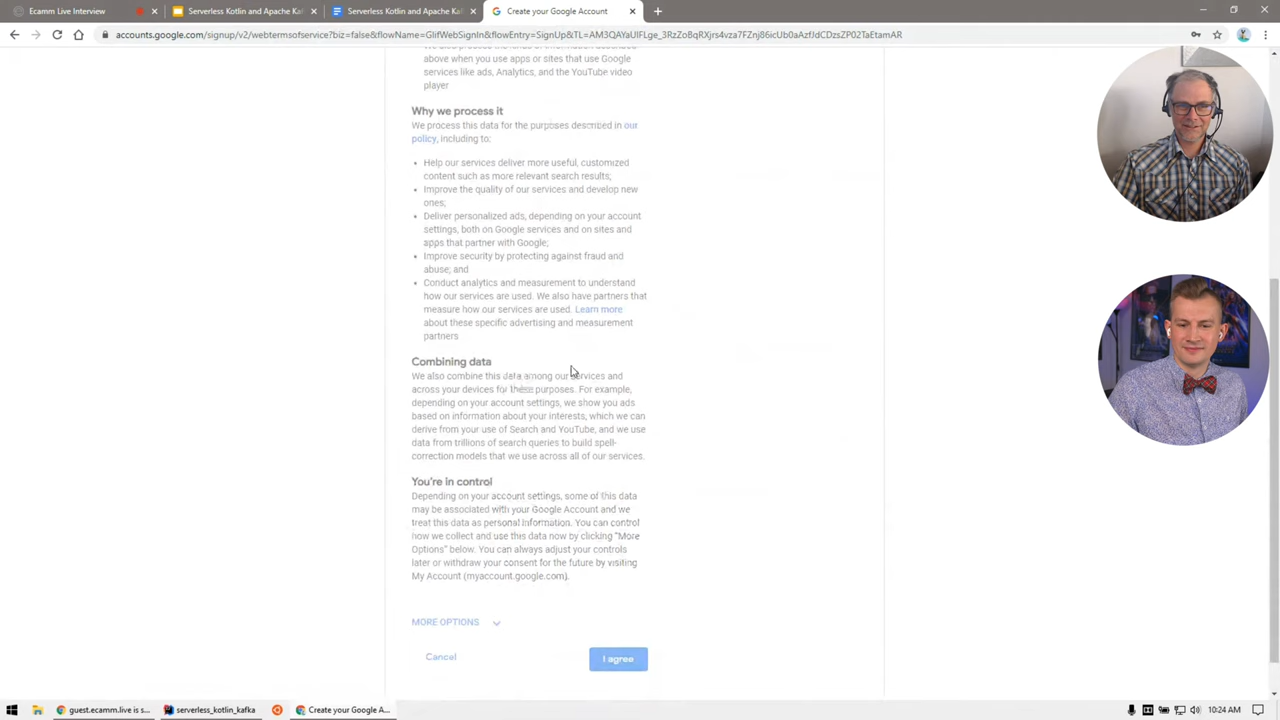 Ecamm Live Interview
Serverless Kotlin and Apache Ka
Serverless Kotlin and Apache Ka
Create your Google Account
accounts.google.com/signup/v2/webtermsofservice?biz=false&flowName=GlifWebSignIn&flowEntry=SignUp&TL=AM3QAYaUlFLge_3RzZoBqRXjrs4vza7FZnj86icUb0aAzfJdCDzsZP02TaEtamAR
above when you use apps or sites that use Google
services like ads, Analytics, and the YouTube video
player
Why we process it
We process this data for the purposes described in our
policy, including to:
• Help our services deliver more useful, customized
content such as more relevant search results;
• Improve the quality of our services and develop new
ones;
• Deliver personalized ads, depending on your account
settings, both on Google services and on sites and
apps that partner with Google;
• Improve security by protecting against fraud and
abuse; and
• Conduct analytics and measurement to understand
how our services are used. We also have partners that
measure how our services are used. Learn more
about these specific advertising and measurement
partners
Combining data
We also combine this data among our services and
across your devices for these purposes. For example,
depending on your account settings, we show you ads
based on information about your interests, which we can
derive from your use of Search and YouTube, and we use
data from trillions of search queries to build spell-
correction models that we use across all of our services.
You're in control
Depending on your account settings, some of this data
may be associated with your Google Account and we
treat this data as personal information. You can control
how we collect and use this data now by clicking "More
Options" below. You can always adjust your controls
later or withdraw your consent for the future by visiting
My Account (myaccount.google.com).
MORE OPTIONS
Cancel
I agree
guest.ecamm.live is s...
serverless_kotlin_kafka
Create your Google A...
10:24 AM